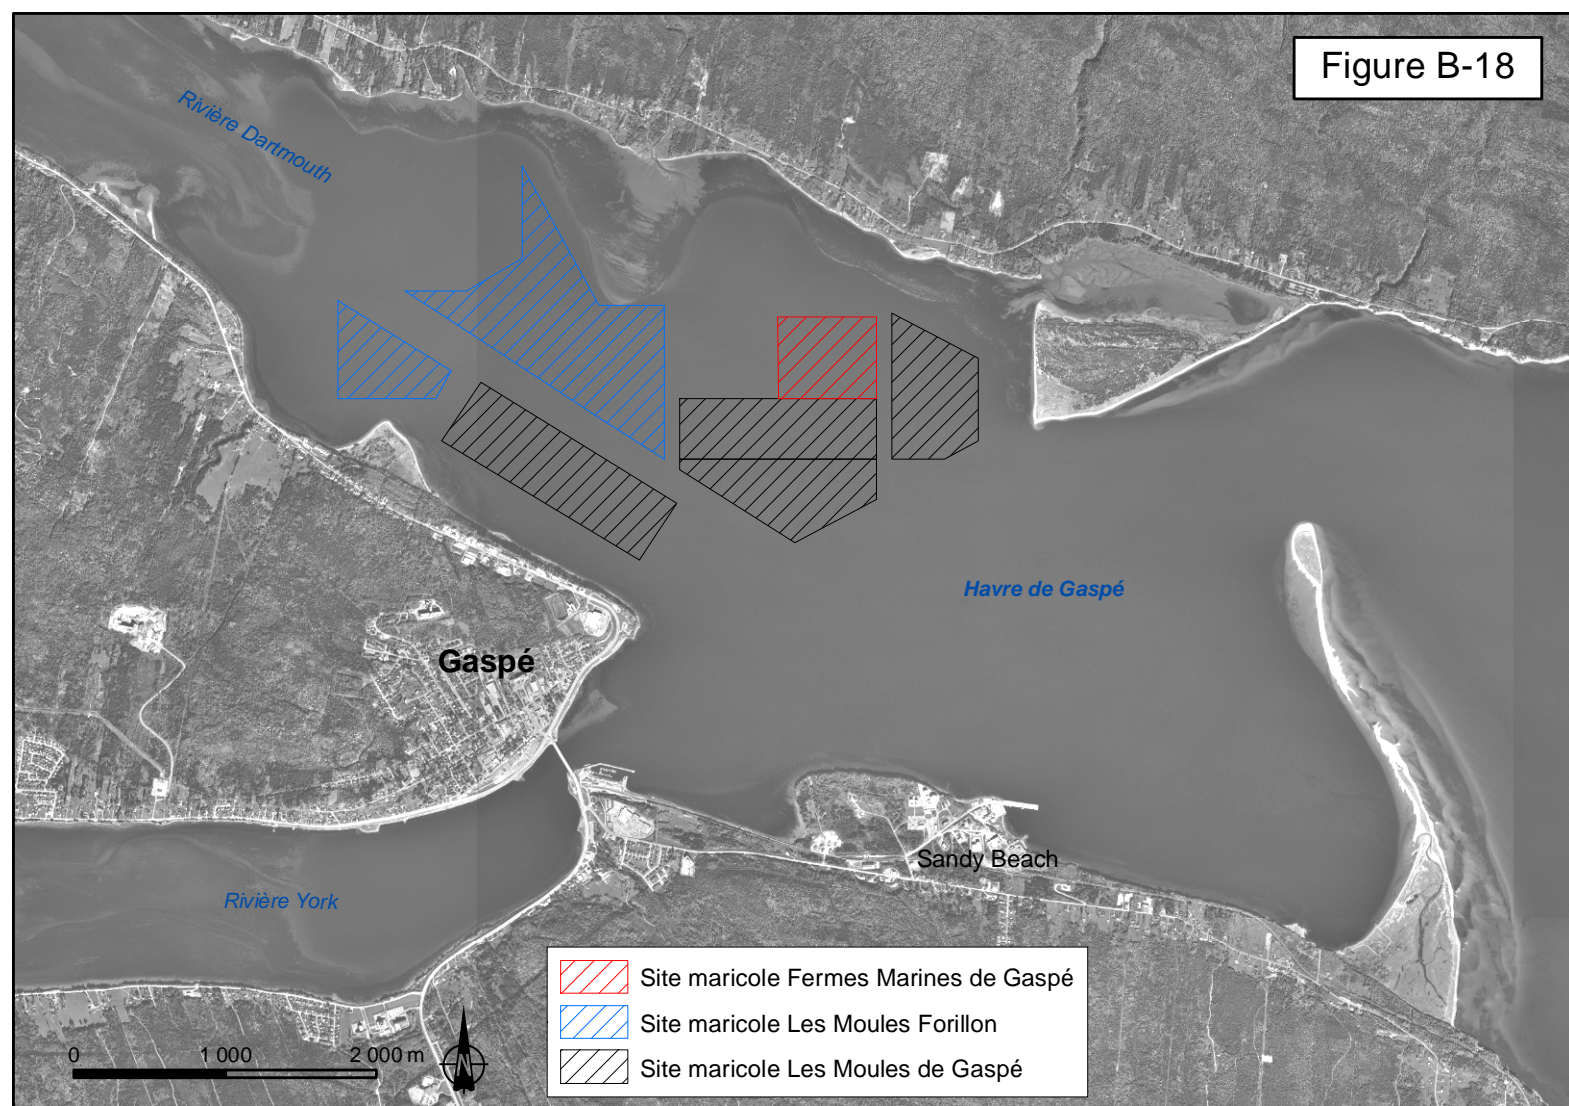 Figure B-18
Rivière Dartmouth
Havre de Gaspé
Gaspé
Sandy Beach
Rivière York
Site maricole Fermes Marines de Gaspé
Site maricole Les Moules Forillon
Site maricole Les Moules de Gaspé
0 1 000 2 000 m
N